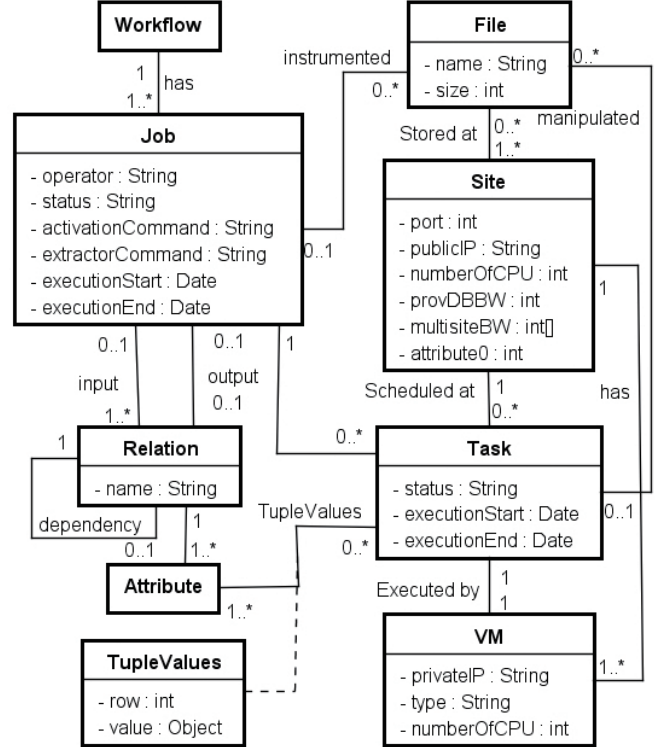 Workflow
1
has
1..*
Job
- operator : String
- status : String
- activationCommand : String
- extractorCommand : String
- executionStart : Date
- executionEnd : Date
instrumented
0..*
0..1
File
- name : String
- size : int
0..*
manipulated
0..*
Stored at
1..*
Site
- port : int
- publicIP : String
- numberOfCPU : int
- provDBBW : int
- multisiteBW : int[]
- attribute0 : int
1
has
Scheduled at
1
0..*
0..1
input
1..*
0..1
output
0..1
1
0..*
Relation
- name : String
1
dependency
0..1
1
1..*
Attribute
1..*
TupleValues
0..*
Task
- status : String
- executionStart : Date
- executionEnd : Date
0..1
Executed by
1
1
TupleValues
- row : int
- value : Object
VM
- privateIP : String
- type : String
- numberOfCPU : int
1..*